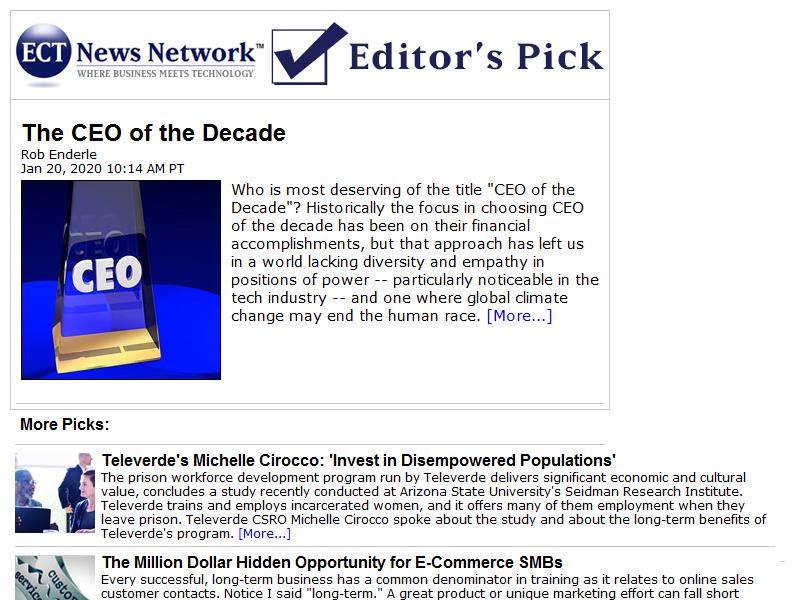 ECT News Network™
WHERE BUSINESS MEETS TECHNOLOGY
Editor's Pick
The CEO of the Decade
Rob Enderle
Jan 20, 2020 10:14 AM PT
CEO
Who is most deserving of the title "CEO of the
Decade"? Historically the focus in choosing CEO
of the decade has been on their financial
accomplishments, but that approach has left us
in a world lacking diversity and empathy in
positions of power -- particularly noticeable in the
tech industry -- and one where global climate
change may end the human race. [More...]
More Picks:
Televerde's Michelle Cirocco: 'Invest in Disempowered Populations'
The prison workforce development program run by Televerde delivers significant economic and cultural
value, concludes a study recently conducted at Arizona State University's Seidman Research Institute.
Televerde trains and employs incarcerated women, and it offers many of them employment when they
leave prison. Televerde CSRO Michelle Cirocco spoke about the study and about the long-term benefits of
Televerde's program. [More...]
The Million Dollar Hidden Opportunity for E-Commerce SMBs
Every successful, long-term business has a common denominator in training as it relates to online sales
customer contacts. Notice I said "long-term." A great product or unique marketing effort can fall short